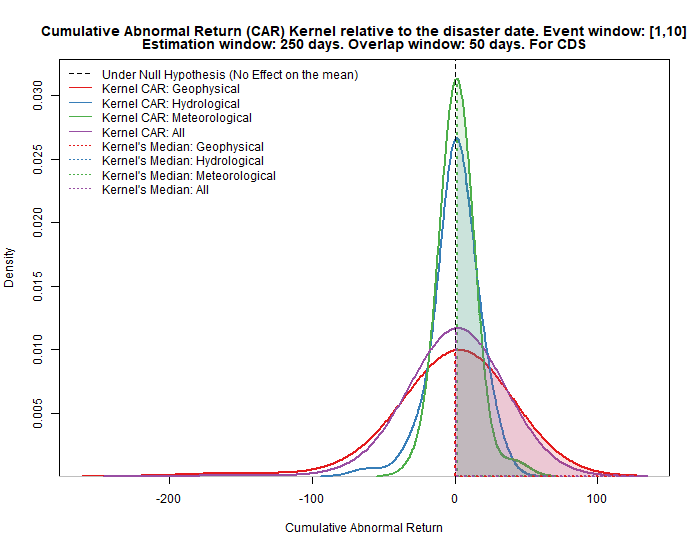 Cumulative Abnormal Return (CAR) Kernel relative to the disaster date. Event window: [1,10]
Estimation window: 250 days. Overlap window: 50 days. For CDS
Under Null Hypothesis (No Effect on the mean)
Kernel CAR: Geophysical
Kernel CAR: Hydrological
Kernel CAR: Meteorological
Kernel CAR: All
Kernel's Median: Geophysical
Kernel's Median: Hydrological
Kernel's Median: Meteorological
Kernel's Median: All
0.030
0.025
0.020
0.015
0.010
0.005
Density
-200
-100
0
100
Cumulative Abnormal Return